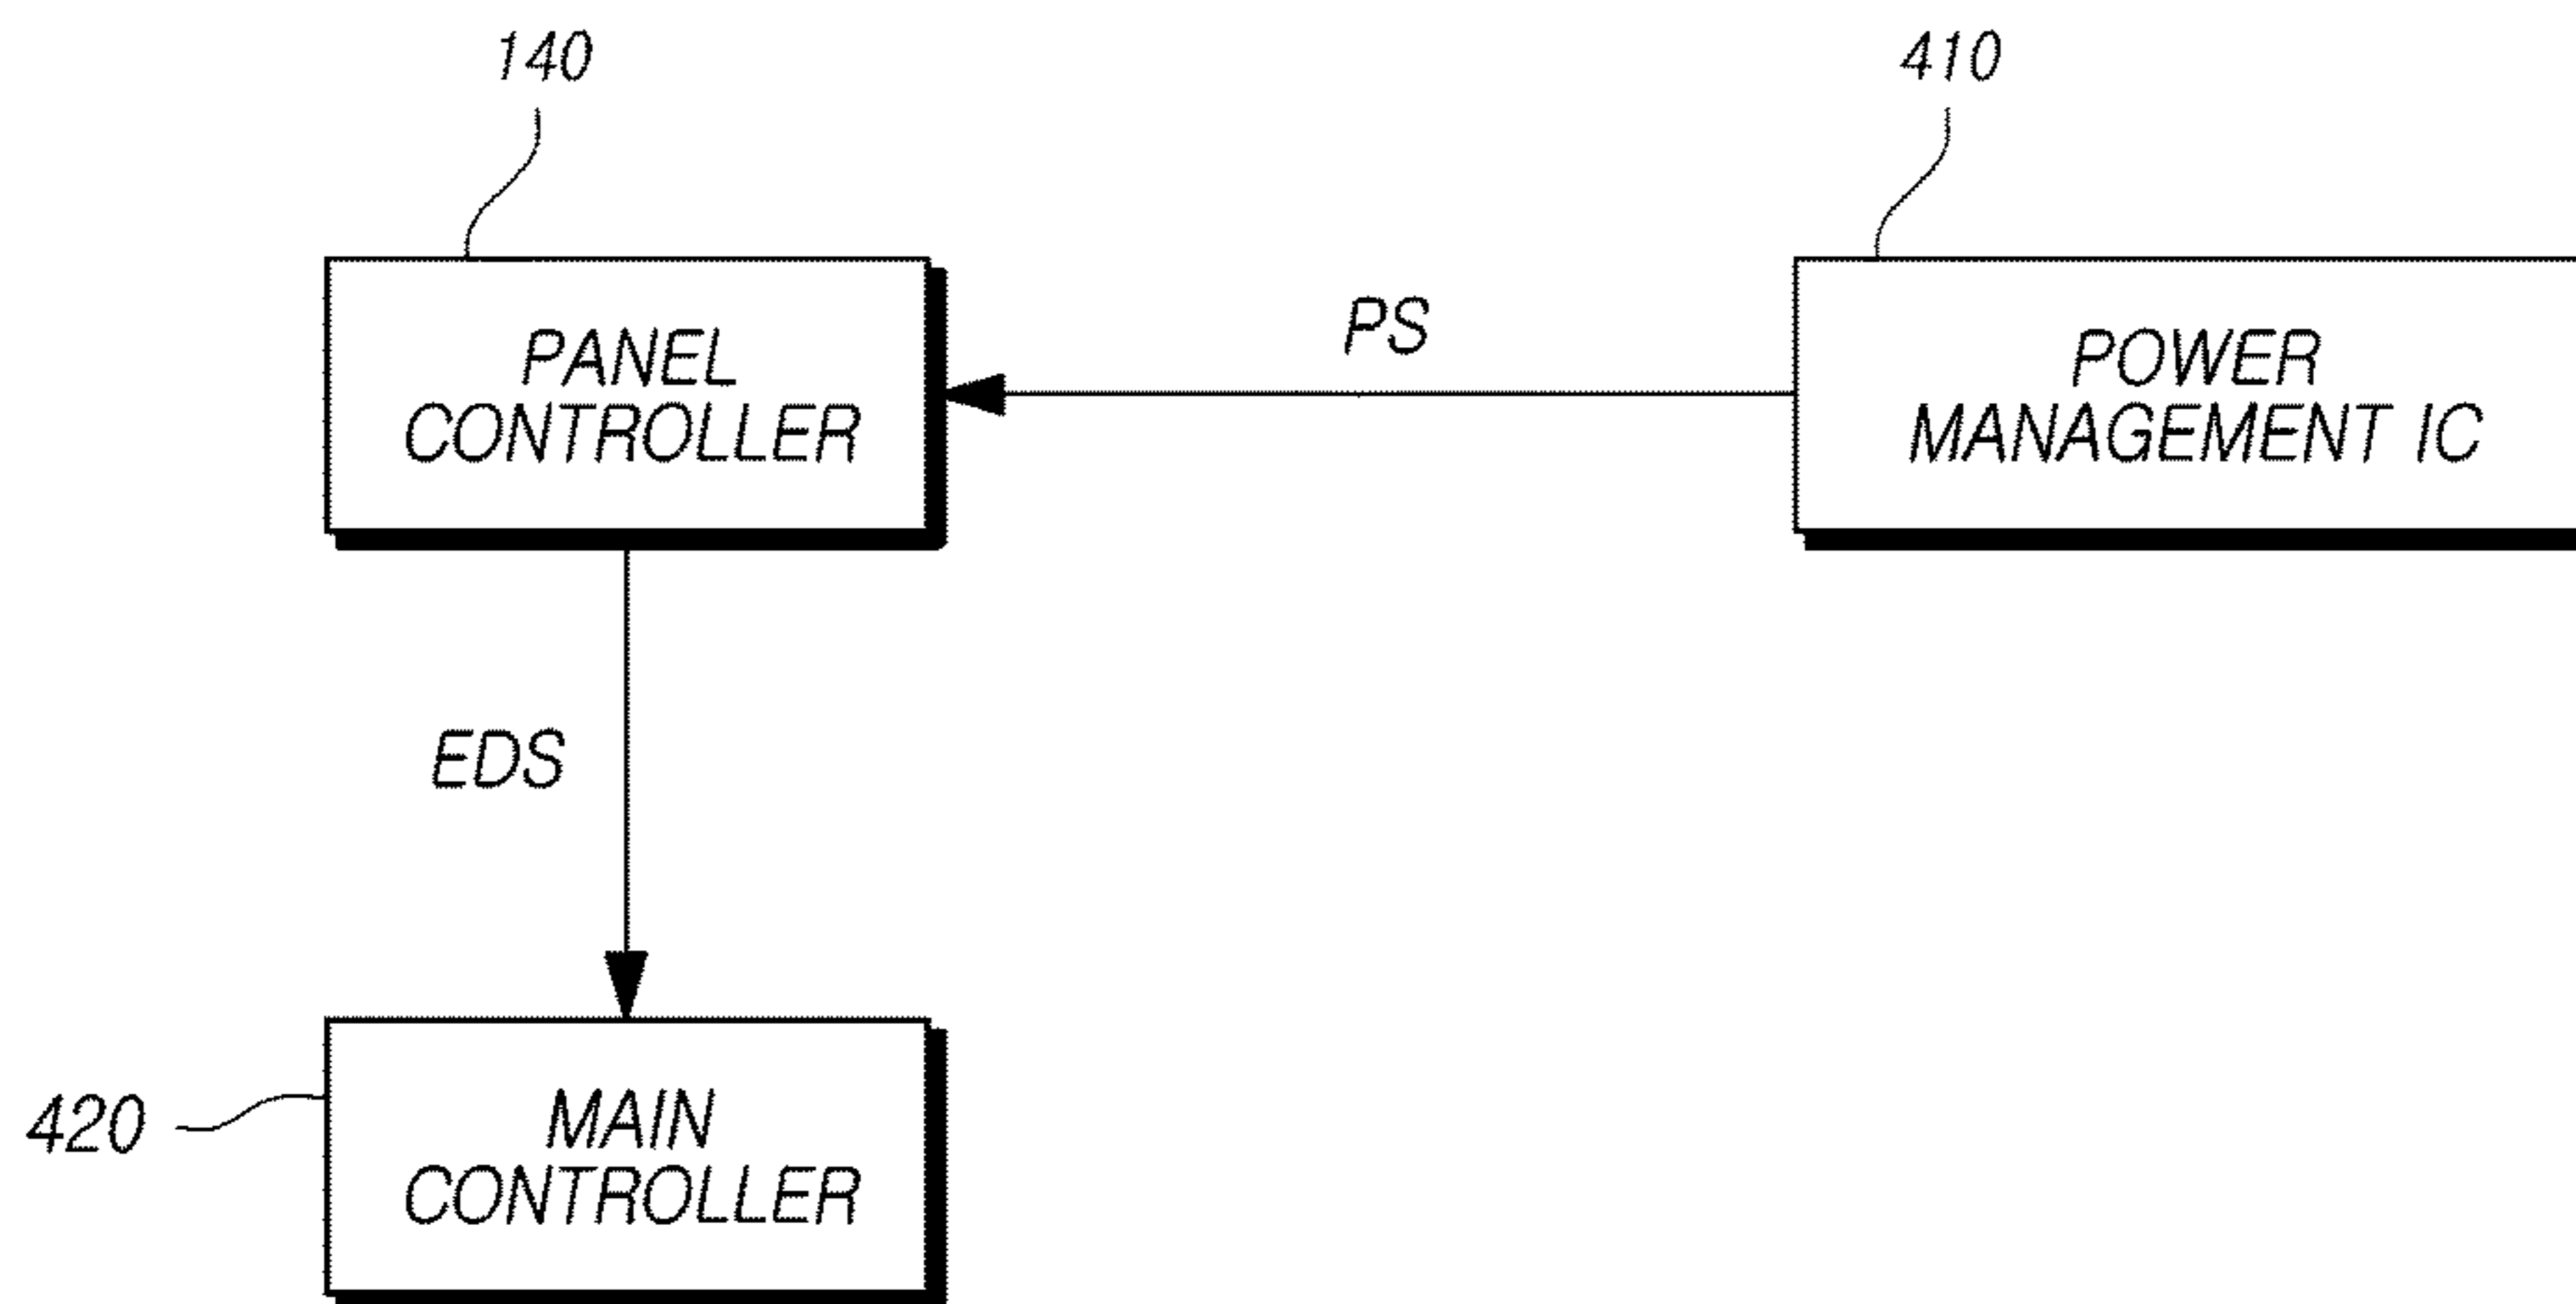 140
410
PANEL
CONTROLLER
PS
POWER
MANAGEMENT IC
EDS
420
MAIN
CONTROLLER